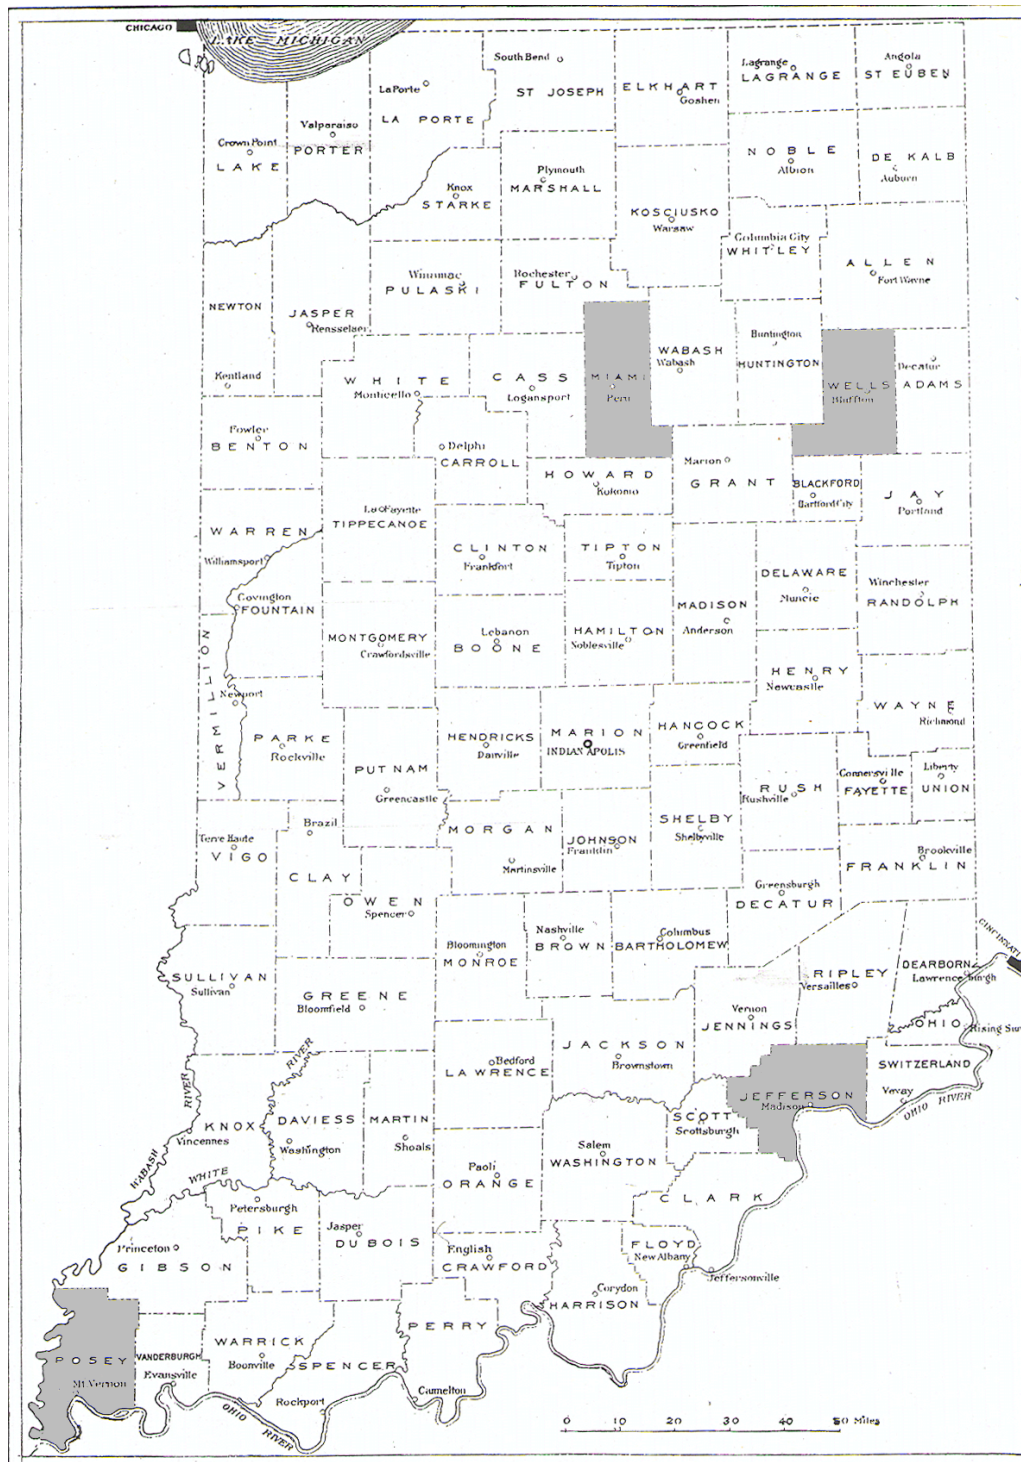 CHICAGO
LAKE MICHIGAN
South Bend
ST JOSEPH
ELKHART
Goshen
Lagrange
LAGRANGE
Angola
STEUBEN
LaPorte
LA PORTE
Valparaiso
PORTER
Crown Point
LAKE
Knox
STARKE
Plymouth
MARSHALL
NOBLE
Albion
DE KALB
Auburn
KOSCIUSKO
Warsaw
Columbia City
WHITLEY
ALLEN
Fort Wayne
NEWTON
Kentland
JASPER
Rensselaer
Winamac
PULASKI
Rochester
FULTON
WHITE
Monticello
CASS
Logansport
MIAMI
Peru
WABASH
Wabash
Huntington
HUNTINGTON
WELLS
Bluffton
Decatur
ADAMS
Fowler
BENTON
Delphi
CARROLL
HOWARD
Kokomo
Marion
GRANT
BLACKFORD
Hartford City
JAY
Portland
WARREN
Williamsport
LaFayette
TIPPECANOE
CLINTON
Frankfort
TIPTON
Tipton
DELAWARE
Muncie
Winchester
RANDOLPH
Covington
FOUNTAIN
MONTGOMERY
Crawfordsville
Lebanon
BOONE
HAMILTON
Noblesville
MADISON
Anderson
HENRY
Newcastle
WAYNE
Richmond
VERMILLION
Newport
PARKE
Rockville
PUTNAM
Greencastle
HENDRICKS
Danville
MARION
INDIANAPOLIS
HANCOCK
Greenfield
RUSH
Rushville
Connersville
FAYETTE
Liberty
UNION
Terre Haute
VIGO
Brazil
CLAY
OWEN
Spencer
MORGAN
Martinsville
JOHNSON
Franklin
SHELBY
Shelbyville
Greensburgh
DECATUR
Brookville
FRANKLIN
SULLIVAN
Sullivan
GREENE
Bloomfield
Bloomington
MONROE
Nashville
BROWN
Columbus
BARTHOLOMEW
RIPLEY
Versailles
DEARBORN
Lawrenceburgh
CINCINNATI
OHIO
Rising Sun
Vernon
JENNINGS
JACKSON
Brownstown
Bedford
LAWRENCE
SWITZERLAND
Vevay
OHIO RIVER
JEFFERSON
Madison
SCOTT
Scottsburgh
RIVER
KNOX
Vincennes
DAVIESS
Washington
MARTIN
Shoals
WABASH
RIVER
WHITE
Salem
WASHINGTON
Paoli
ORANGE
CLARK
Petersburgh
PIKE
Jasper
DUBOIS
English
CRAWFORD
FLOYD
New Albany
Jeffersonville
Princeton
GIBSON
Corydon
HARRISON
POSEY
Mt Vernon
VANDERBURGH
Evansville
WARRICK
Boonville
SPENCER
Rockport
PERRY
Cannelton
OHIO
RIVER
0 10 20 30 40 50 Miles